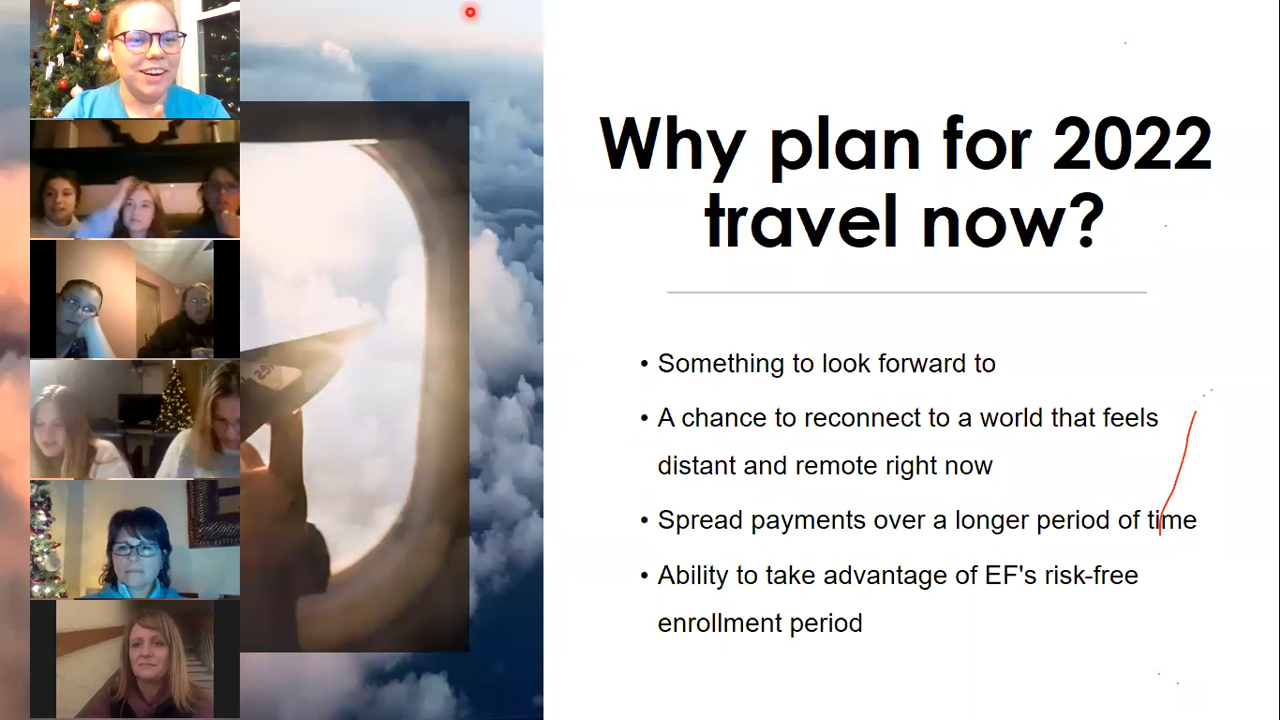 Why plan for 2022
travel now?
• Something to look forward to
• A chance to reconnect to a world that feels
distant and remote right now
• Spread payments over a longer period of time
• Ability to take advantage of EF's risk-free
enrollment period